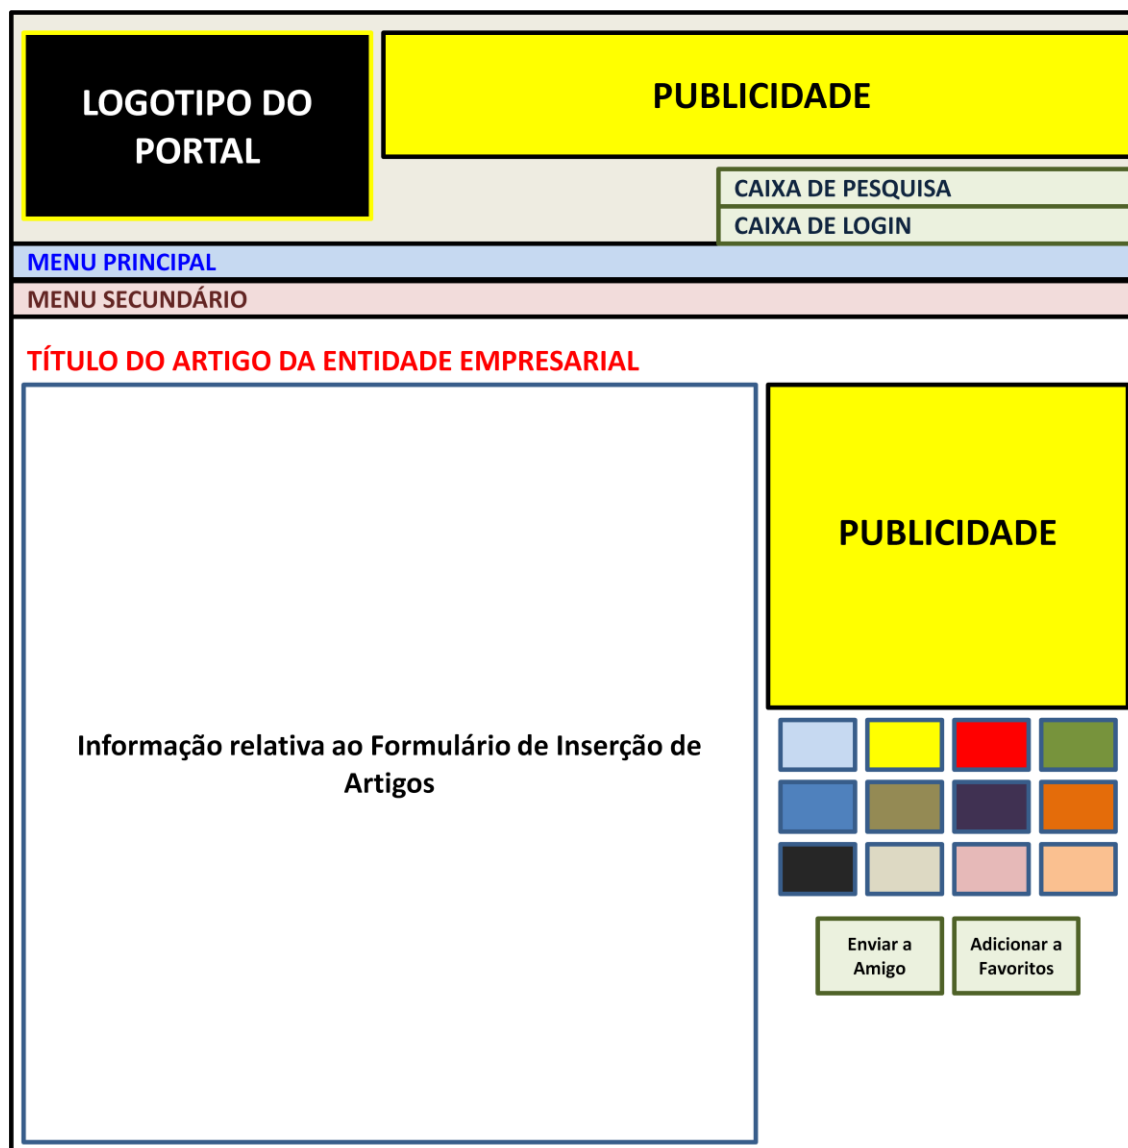 LOGOTIPO DO
PORTAL
PUBLICIDADE
CAIXA DE PESQUISA
CAIXA DE LOGIN
MENU PRINCIPAL
MENU SECUNDÁRIO
TÍTULO DO ARTIGO DA ENTIDADE EMPRESARIAL
Informação relativa ao Formulário de Inserção de
Artigos
PUBLICIDADE
Enviar a
Amigo
Adicionar a
Favoritos